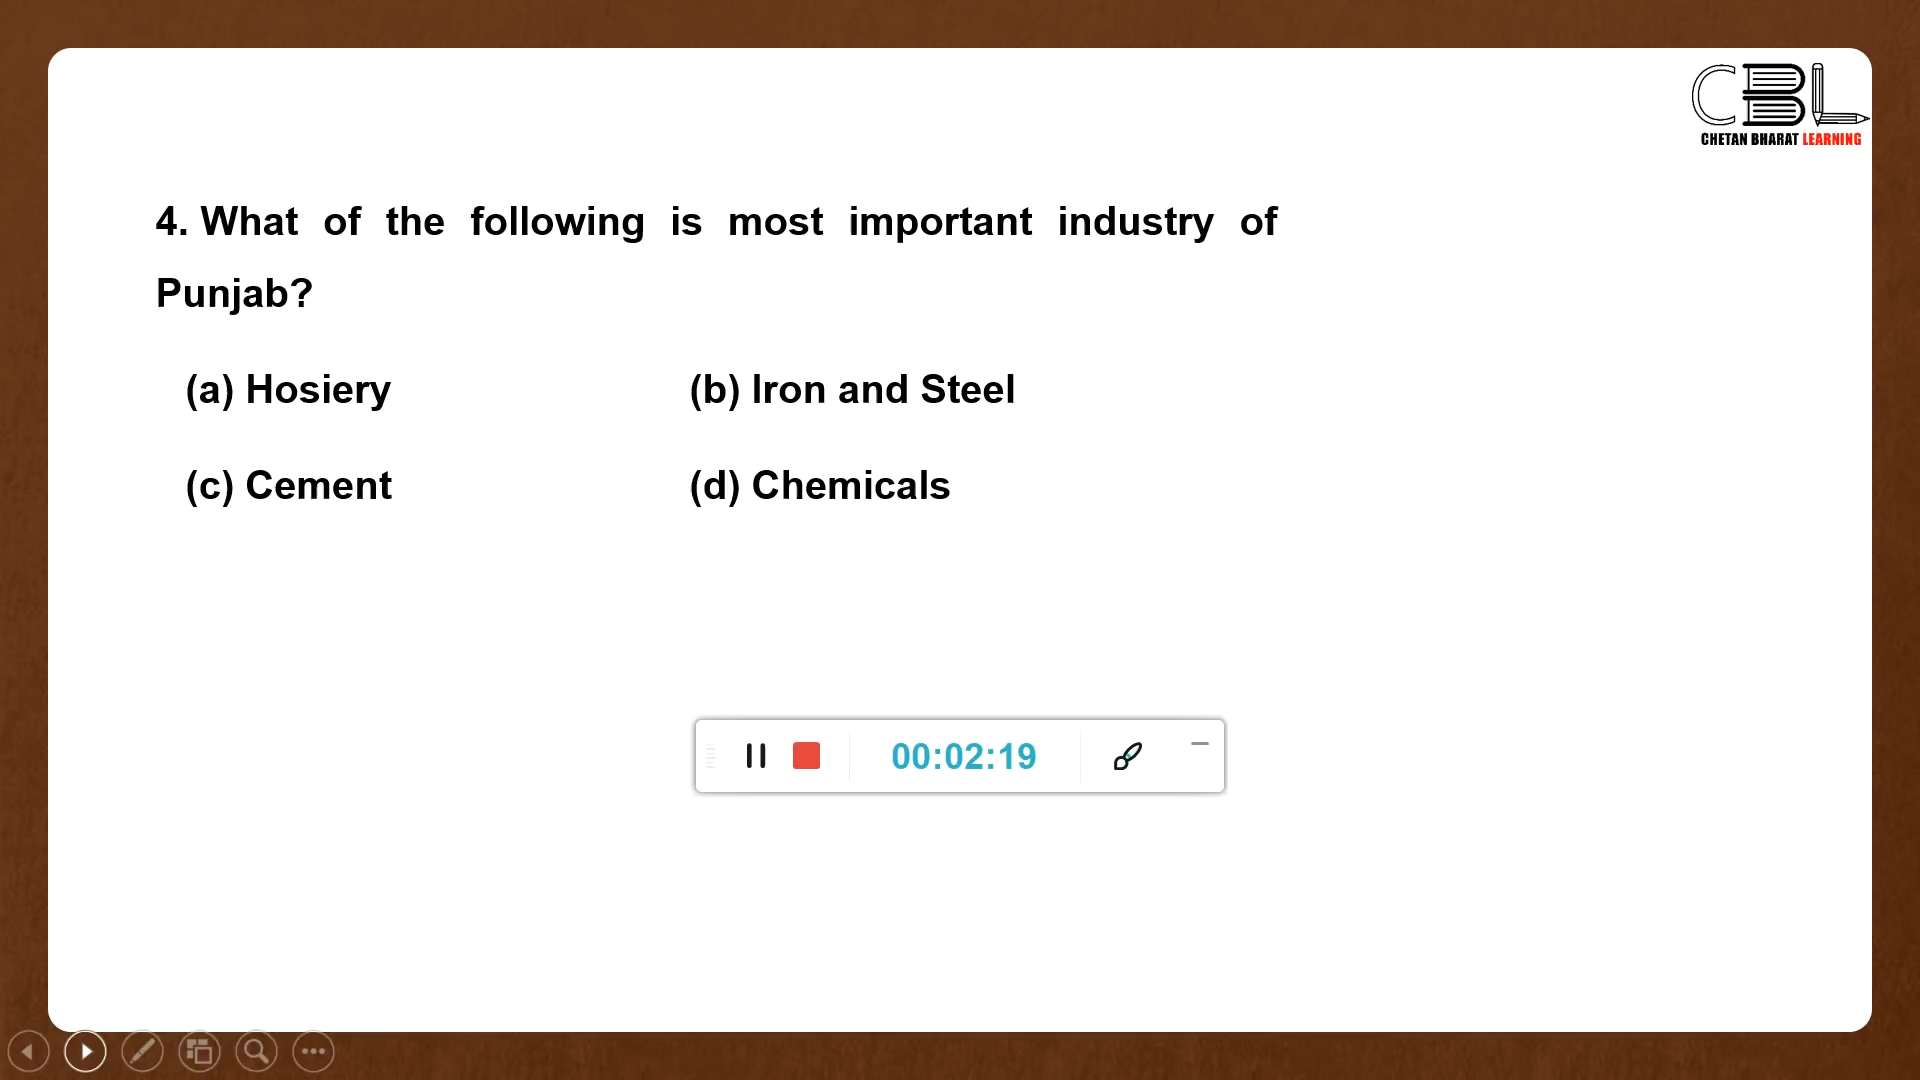 CBL
CHETAN BHARAT LEARNING
4. What of the following is most important industry of
Punjab?
(a) Hosiery (b) Iron and Steel
(c) Cement (d) Chemicals
00:02:19